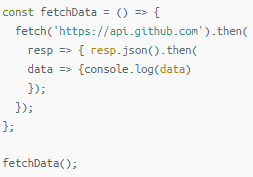 const fetchData = () => {
  fetch('https://api.github.com').then(
    resp => { resp.json().then(
    data => {console.log(data)
    });
  });
};

fetchData();